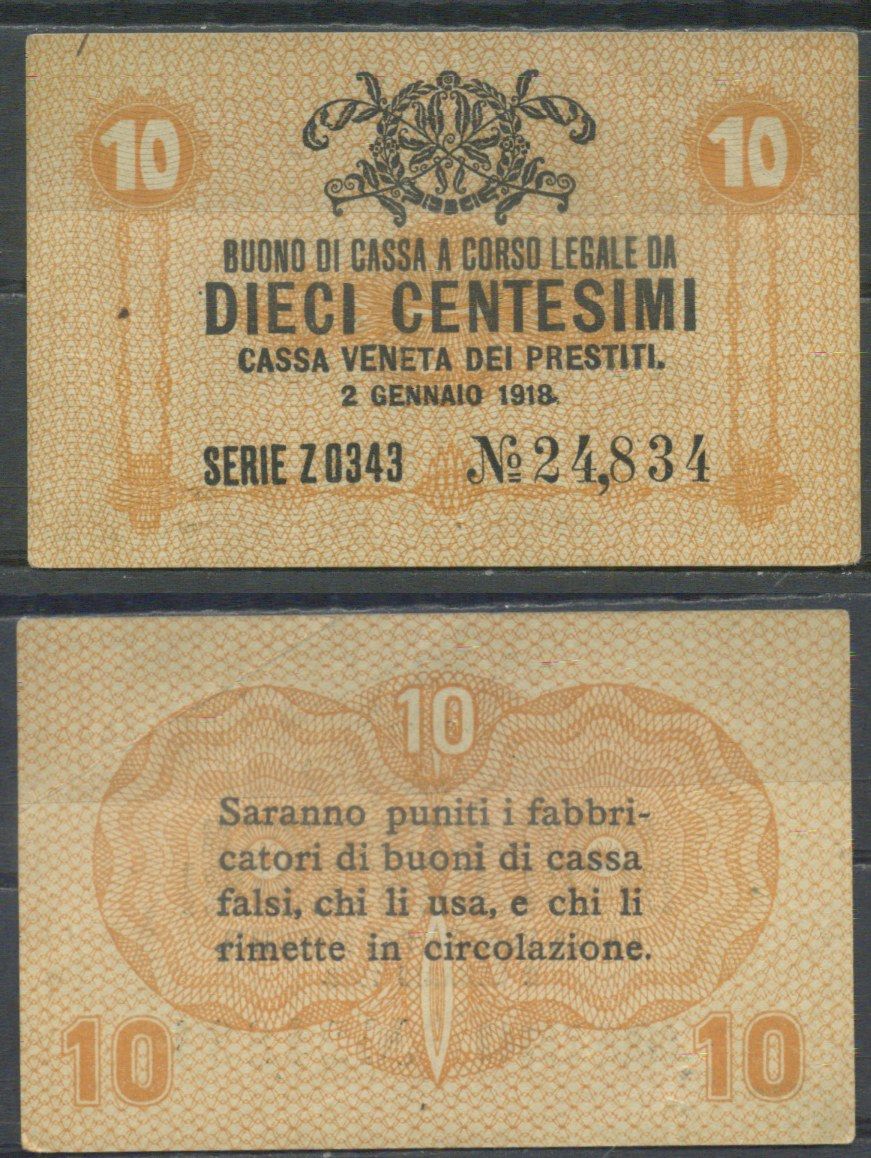 10 10
BUONO DI CASSA A CORSO LEGALE DA
DIECI CENTESIMI
CASSA VENETA DEI PRESTITI.
2 GENNAIO 1918.
SERIE Z 0343 № 24,834
10
Saranno puniti i fabbri-
catori di buoni di cassa
falsi, chi li usa, e chi li
rimette in circolazione.
10 10